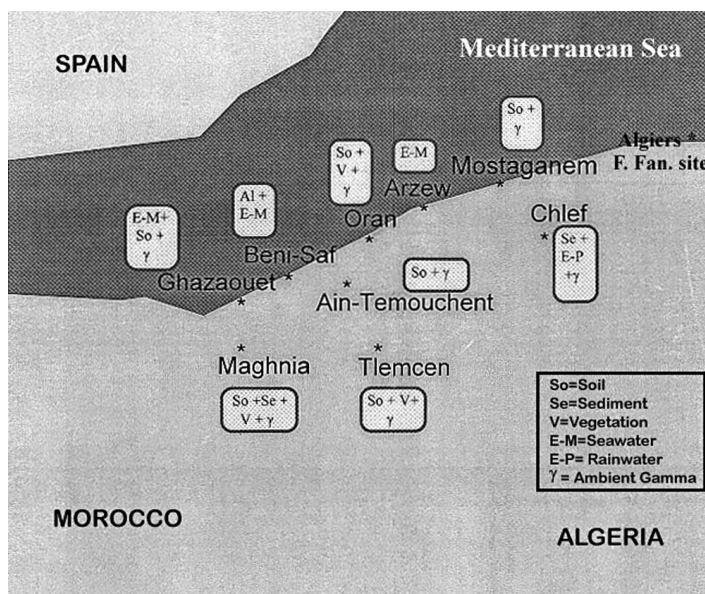 Mediterranean Sea
SPAIN
So +
γ
Algiers *
F. Fan. site
So +
V +
γ
E-M
Mostaganem
Arzew
*
*
Al +
E-M
E-M+
So +
γ
Oran
*
Chlef
*
Se +
E-P
+γ
Beni-Saf
*
Ghazaouet
*
So + γ
*
Ain-Temouchent
*
Maghnia
*
Tlemcen
So +Se +
V + γ
So + V+
γ
So=Soil
Se=Sediment
V=Vegetation
E-M=Seawater
E-P= Rainwater
γ = Ambient Gamma
MOROCCO
ALGERIA